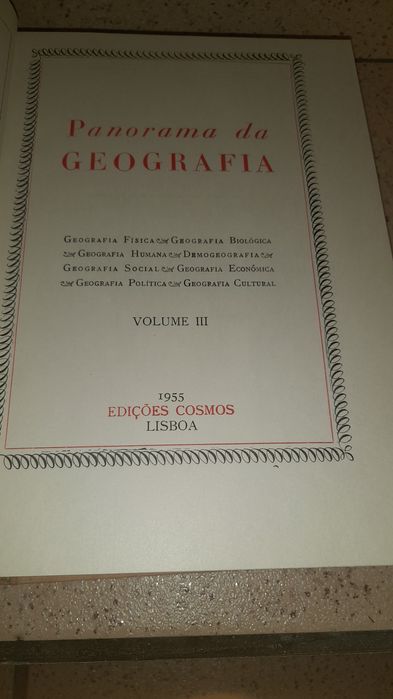 Panorama da
GEOGRAFIA
GEOGRAFIA FÍSICA GEOGRAFIA BIOLÓGICA
GEOGRAFIA HUMANA DEMOGEOGRAFIA
GEOGRAFIA SOCIAL GEOGRAFIA ECONÓMICA
GEOGRAFIA POLÍTICA GEOGRAFIA CULTURAL
VOLUME III
1955
EDIÇÕES COSMOS
LISBOA